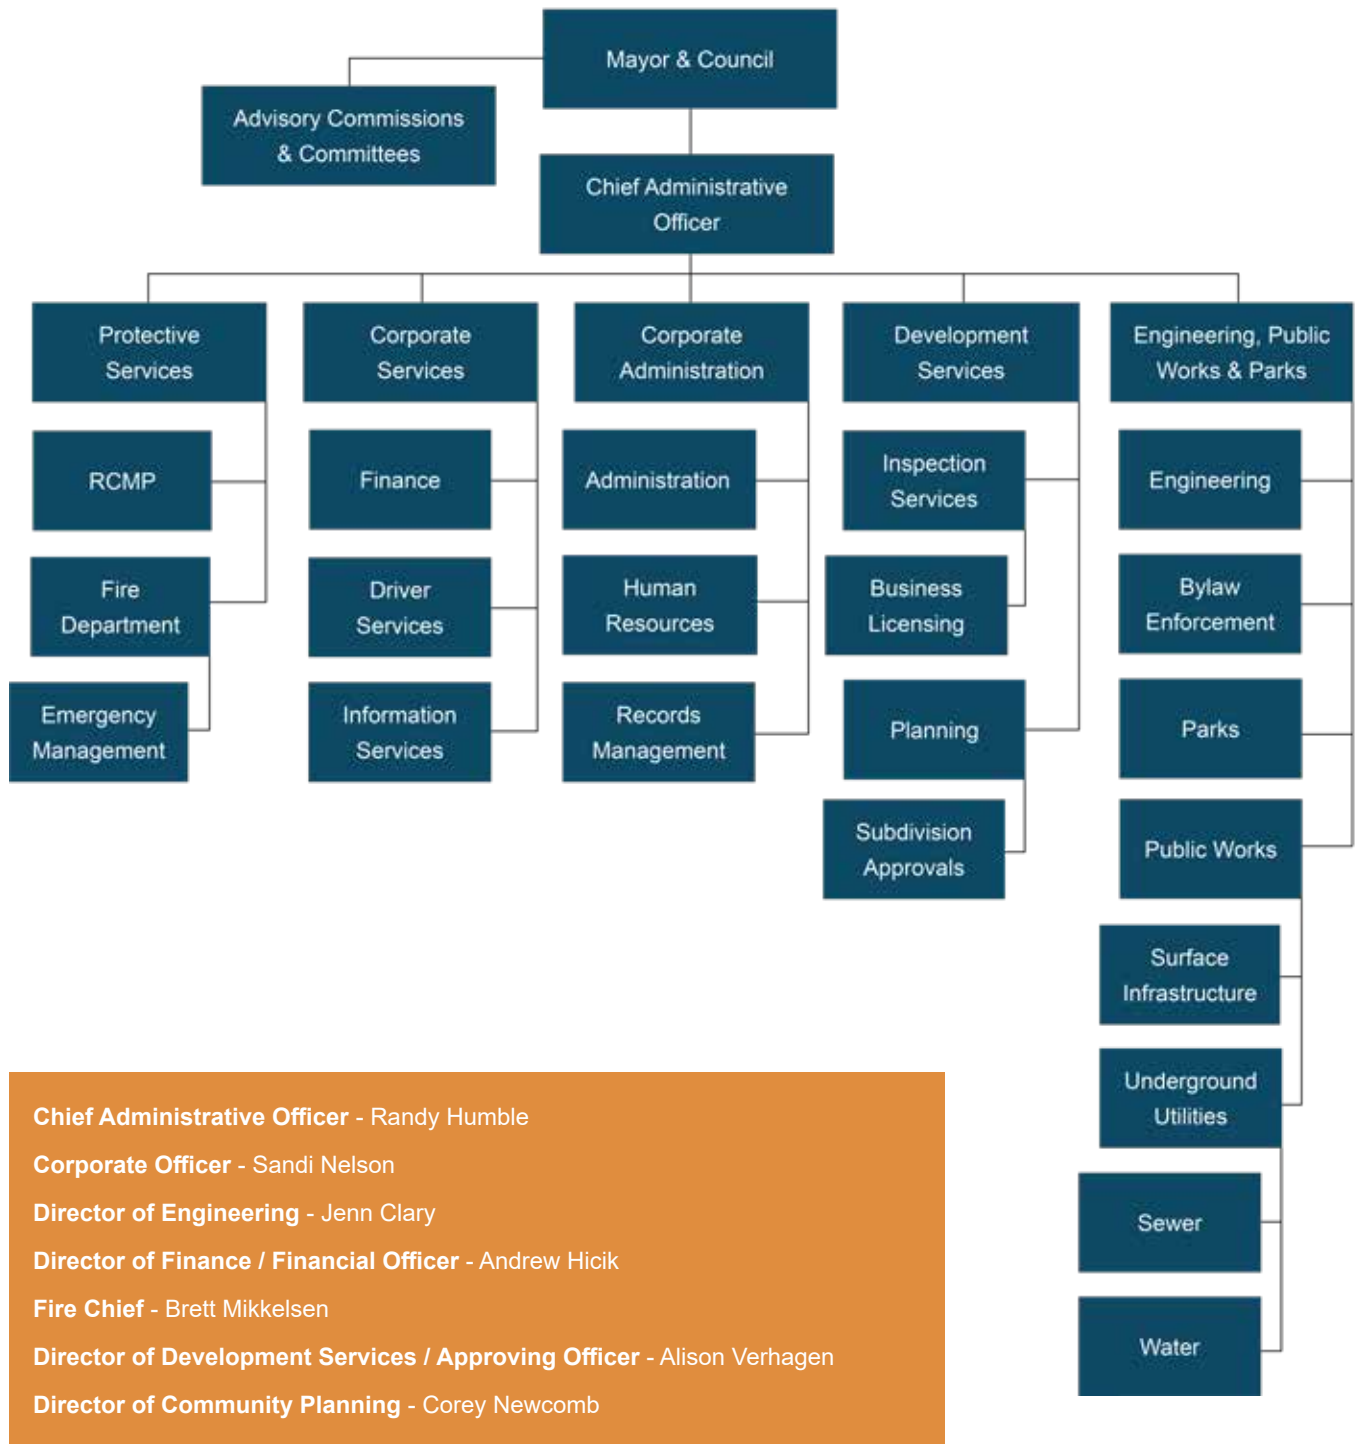 Mayor & Council
Advisory Commissions
& Committees
Chief Administrative
Officer
Protective
Services
Corporate
Services
Corporate
Administration
Development
Services
Engineering, Public
Works & Parks
RCMP
Finance
Administration
Inspection
Services
Engineering
Fire
Department
Driver
Services
Human
Resources
Business
Licensing
Bylaw
Enforcement
Emergency
Management
Information
Services
Records
Management
Planning
Parks
Subdivision
Approvals
Public Works
Surface
Infrastructure
Underground
Utilities
Sewer
Water
Chief Administrative Officer - Randy Humble
Corporate Officer - Sandi Nelson
Director of Engineering - Jenn Clary
Director of Finance / Financial Officer - Andrew Hicik
Fire Chief - Brett Mikkelsen
Director of Development Services / Approving Officer - Alison Verhagen
Director of Community Planning - Corey Newcomb